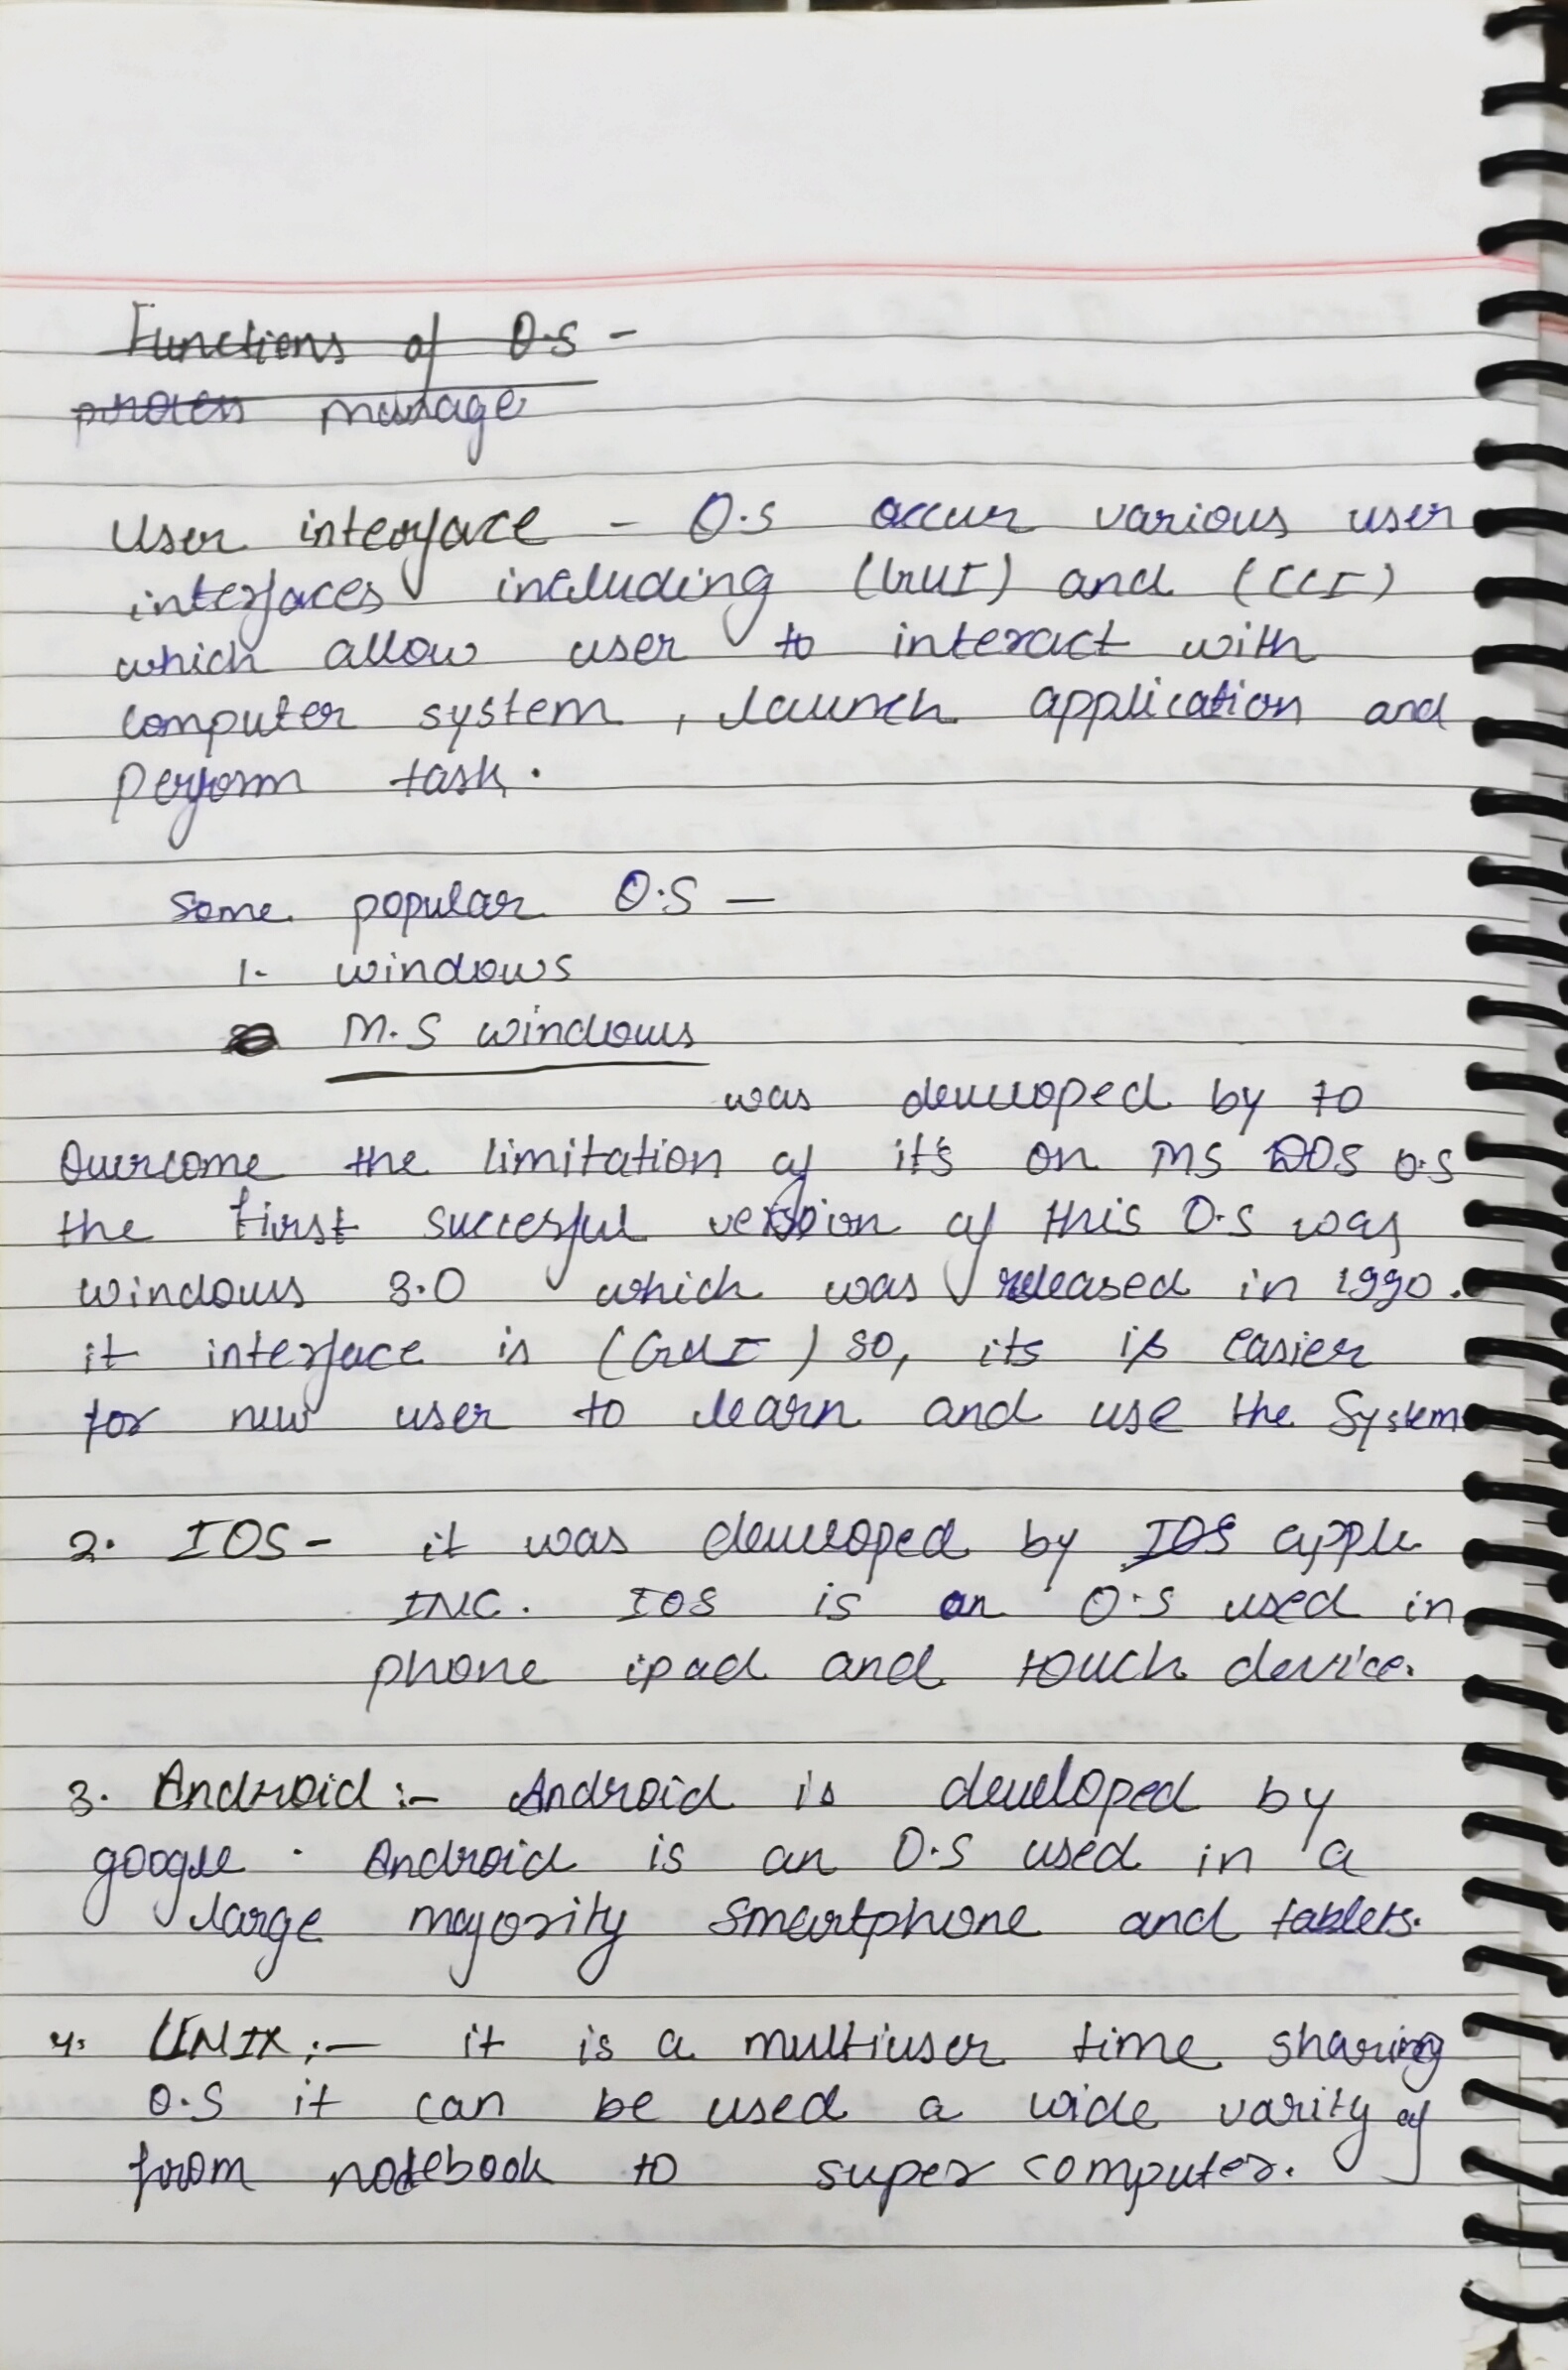 Functions of O.S -
process manage
User interface - O.S occur various user
interfaces including (GUI) and (CLI)
which allow user to interact with
computer system, launch application and
perform task.
Some popular O.S —
1. windows
M.S windows
was developed by to
Overcome the limitation of it's on MS DOS O.S
the first succesful version of this O.S was
windows 3.0 which was released in 1990.
it interface is (GUI) so, its is easier
for new user to learn and use the System
2. IOS - it was developed by IOS apple
INC. IOS is an O.S used in
phone ipad and touch device.
3. Android :- Android is developed by
google. Android is an O.S used in a
large majority smartphone and tablets.
4. UNIX :- it is a multiuser time sharing
O.S it can be used a wide varity of
from notebook to super computer.